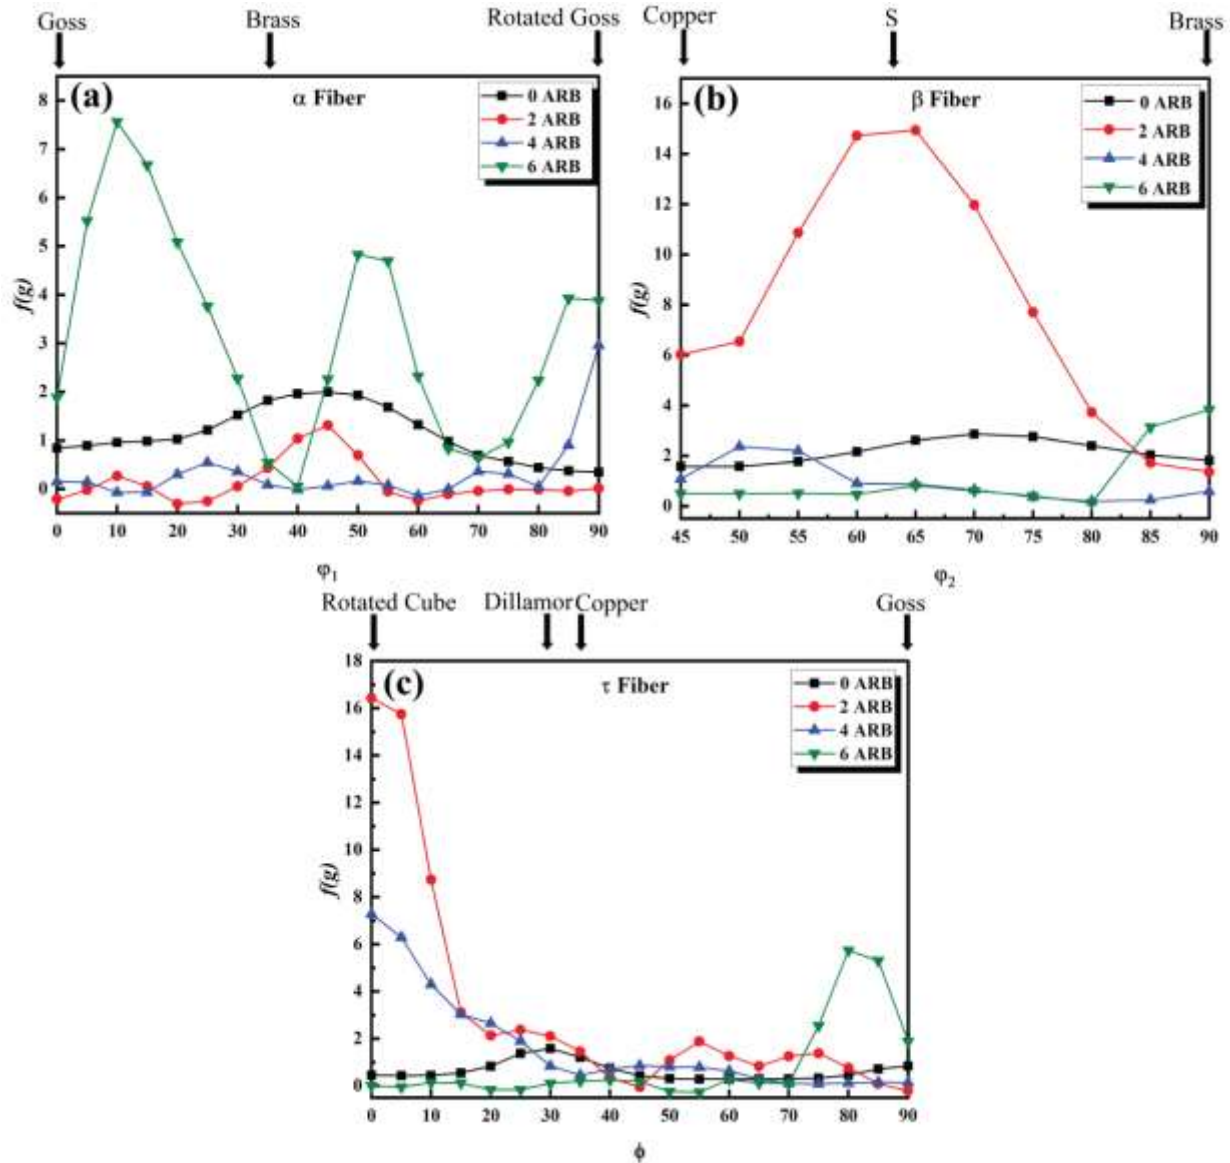 Goss Brass Rotated Goss
(a) α Fiber
0 ARB
2 ARB
4 ARB
6 ARB
f(g)
8
7
6
5
4
3
2
1
0
0 10 20 30 40 50 60 70 80 90
φ1
Copper S Brass
(b) β Fiber
0 ARB
2 ARB
4 ARB
6 ARB
f(g)
16
14
12
10
8
6
4
2
0
45 50 55 60 65 70 75 80 85 90
φ2
Rotated Cube Dillamor Copper Goss
(c) τ Fiber
0 ARB
2 ARB
4 ARB
6 ARB
f(g)
18
16
14
12
10
8
6
4
2
0
0 10 20 30 40 50 60 70 80 90
ϕ